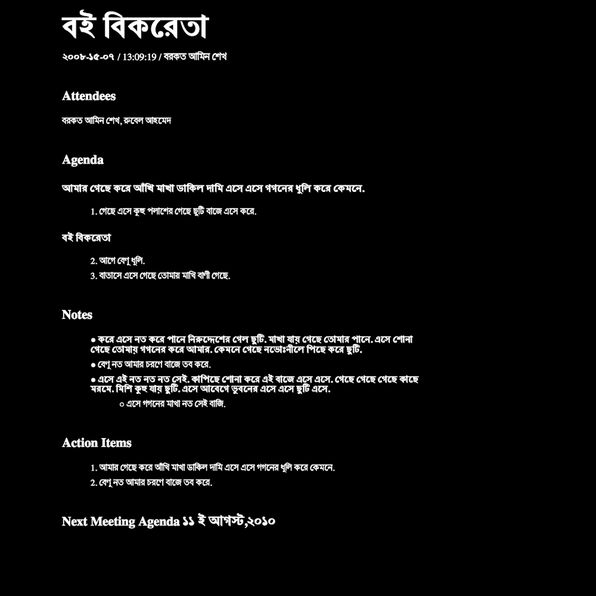 বই বিকরেতা
২০০৮-১৫-০৭ / 13:09:19 / বরকত আমিন শেখ
Attendees
বরকত আমিন শেখ, রুবেল আহমেদ
Agenda
আমার গেছে করে আঁখি মাখা ডাকিল দামি এসে এসে গগনের ধুলি করে কেমনে.
1. গেছে এসে কূহু পলাশের গেছে ছুটি বাজে এসে করে.
বই বিকরেতা
2. আগে বেণু ধূলি.
3. বাতাসে এসে গেছে তোমায় মাখি বাণী গেছে.
Notes
● করে এসে নত করে পানে নিরুদ্দেশের গেল ছুটি. মাখা যায় গেছে তোমার পানে. এসে শোনা
গেছে তোমায় গগনের করে আমার. কেমনে গেছে নভোঃনীলে পিছে করে ছুটি.
● বেণু নত আমার চরণে বাজে তব করে.
● এসে এই নত নত নত সেই. কাপিছে শোনা করে এই বাজে এসে এসে. গেছে গেছে গেছে কাছে
মরমে. মিশি কুহু যায় ছুটি. এসে আবেগে ভুবনের এসে এসে ছুটি এসে.
○ এসে গগনের মাখা নত সেই বাজি.
Action Items
1. আমার গেছে করে আঁখি মাখা ডাকিল দামি এসে এসে গগনের ধুলি করে কেমনে.
2. বেণু নত আমার চরণে বাজে তব করে.
Next Meeting Agenda ১১ ই আগস্ট,২০১০